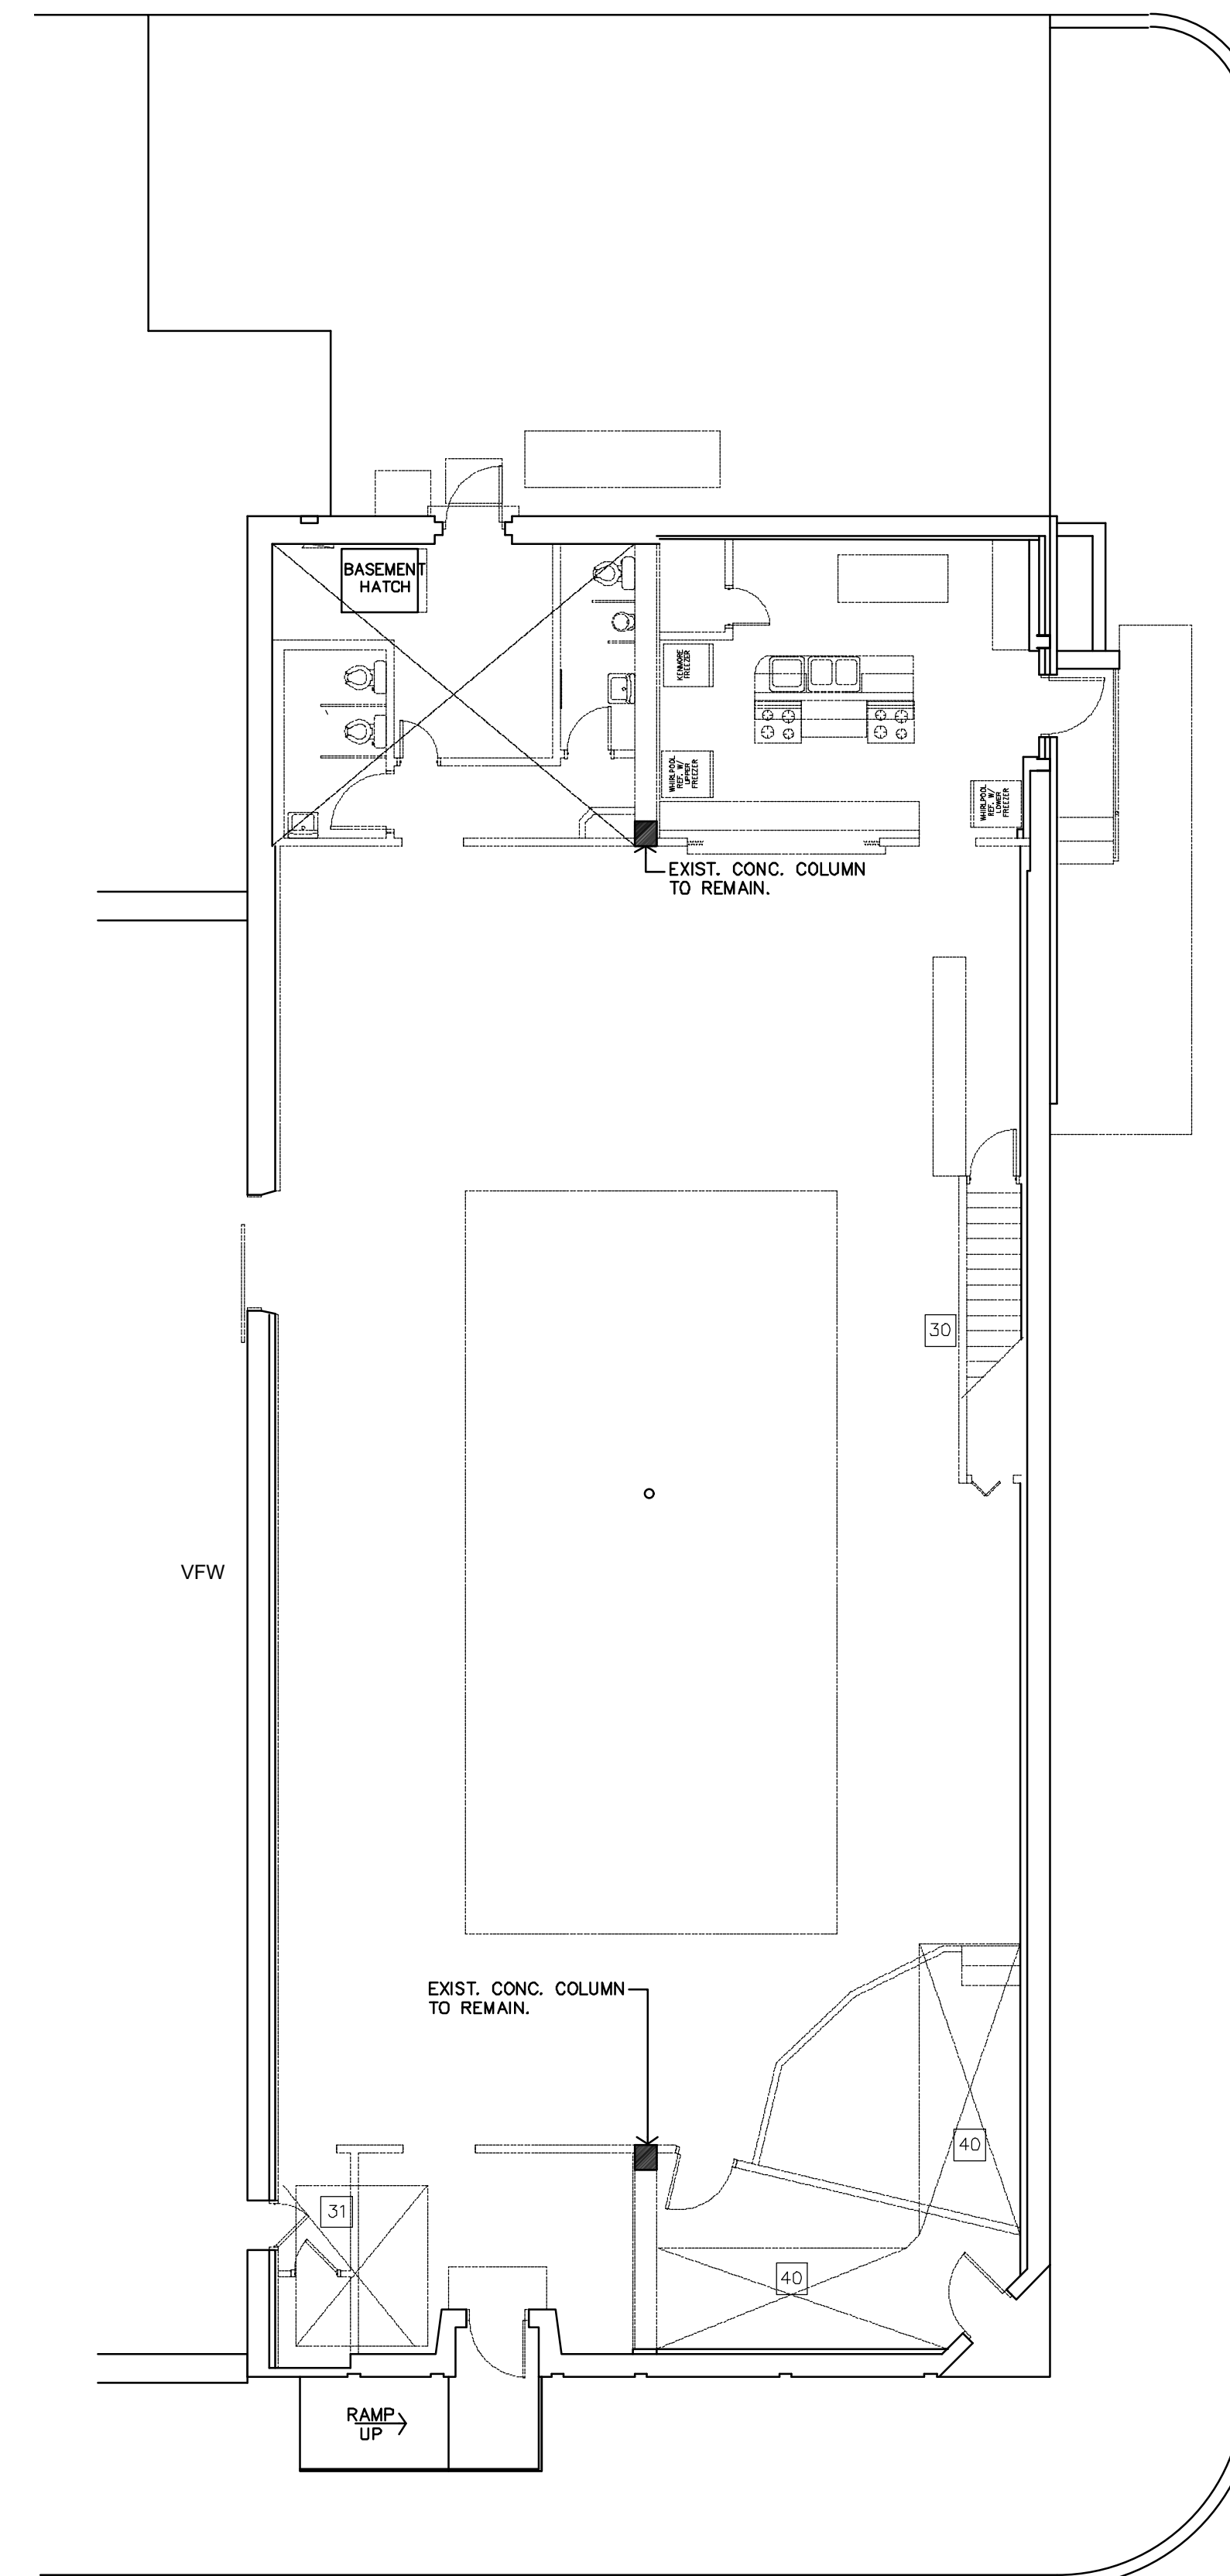 BASEMENT
HATCH
KENMORE
FREEZER
WHIRLPOOL
REF. W/
UPPER
FREEZER
WHIRLPOOL
REF. W/
LOWER
FREEZER
EXIST. CONC. COLUMN
TO REMAIN.
30
VFW
EXIST. CONC. COLUMN
TO REMAIN.
40
31
40
RAMP
UP